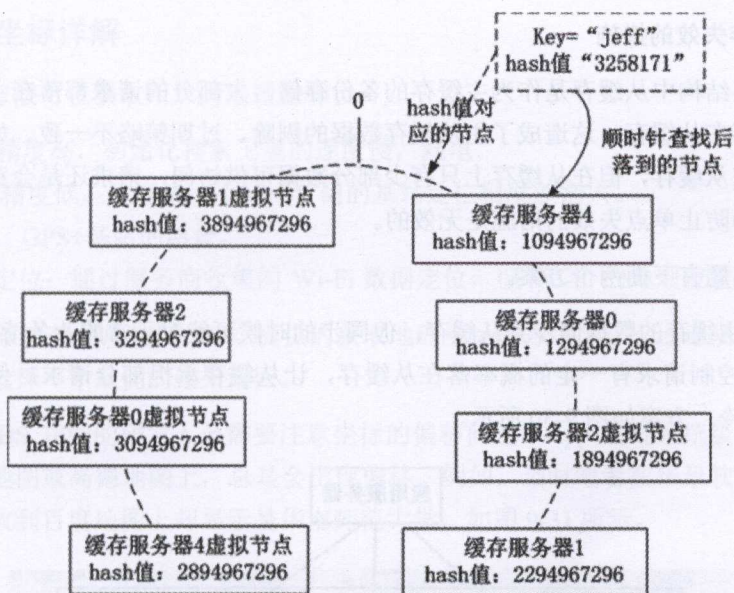 Key=“jeff”
hash值“3258171”
0
hash值对
应的节点
顺时针查找后
落到的节点
缓存服务器1虚拟节点
hash值：3894967296
缓存服务器4
hash值：1094967296
缓存服务器2
hash值：3294967296
缓存服务器0
hash值：1294967296
缓存服务器0虚拟节点
hash值：3094967296
缓存服务器2虚拟节点
hash值：1894967296
缓存服务器4虚拟节点
hash值：2894967296
缓存服务器1
hash值：2294967296